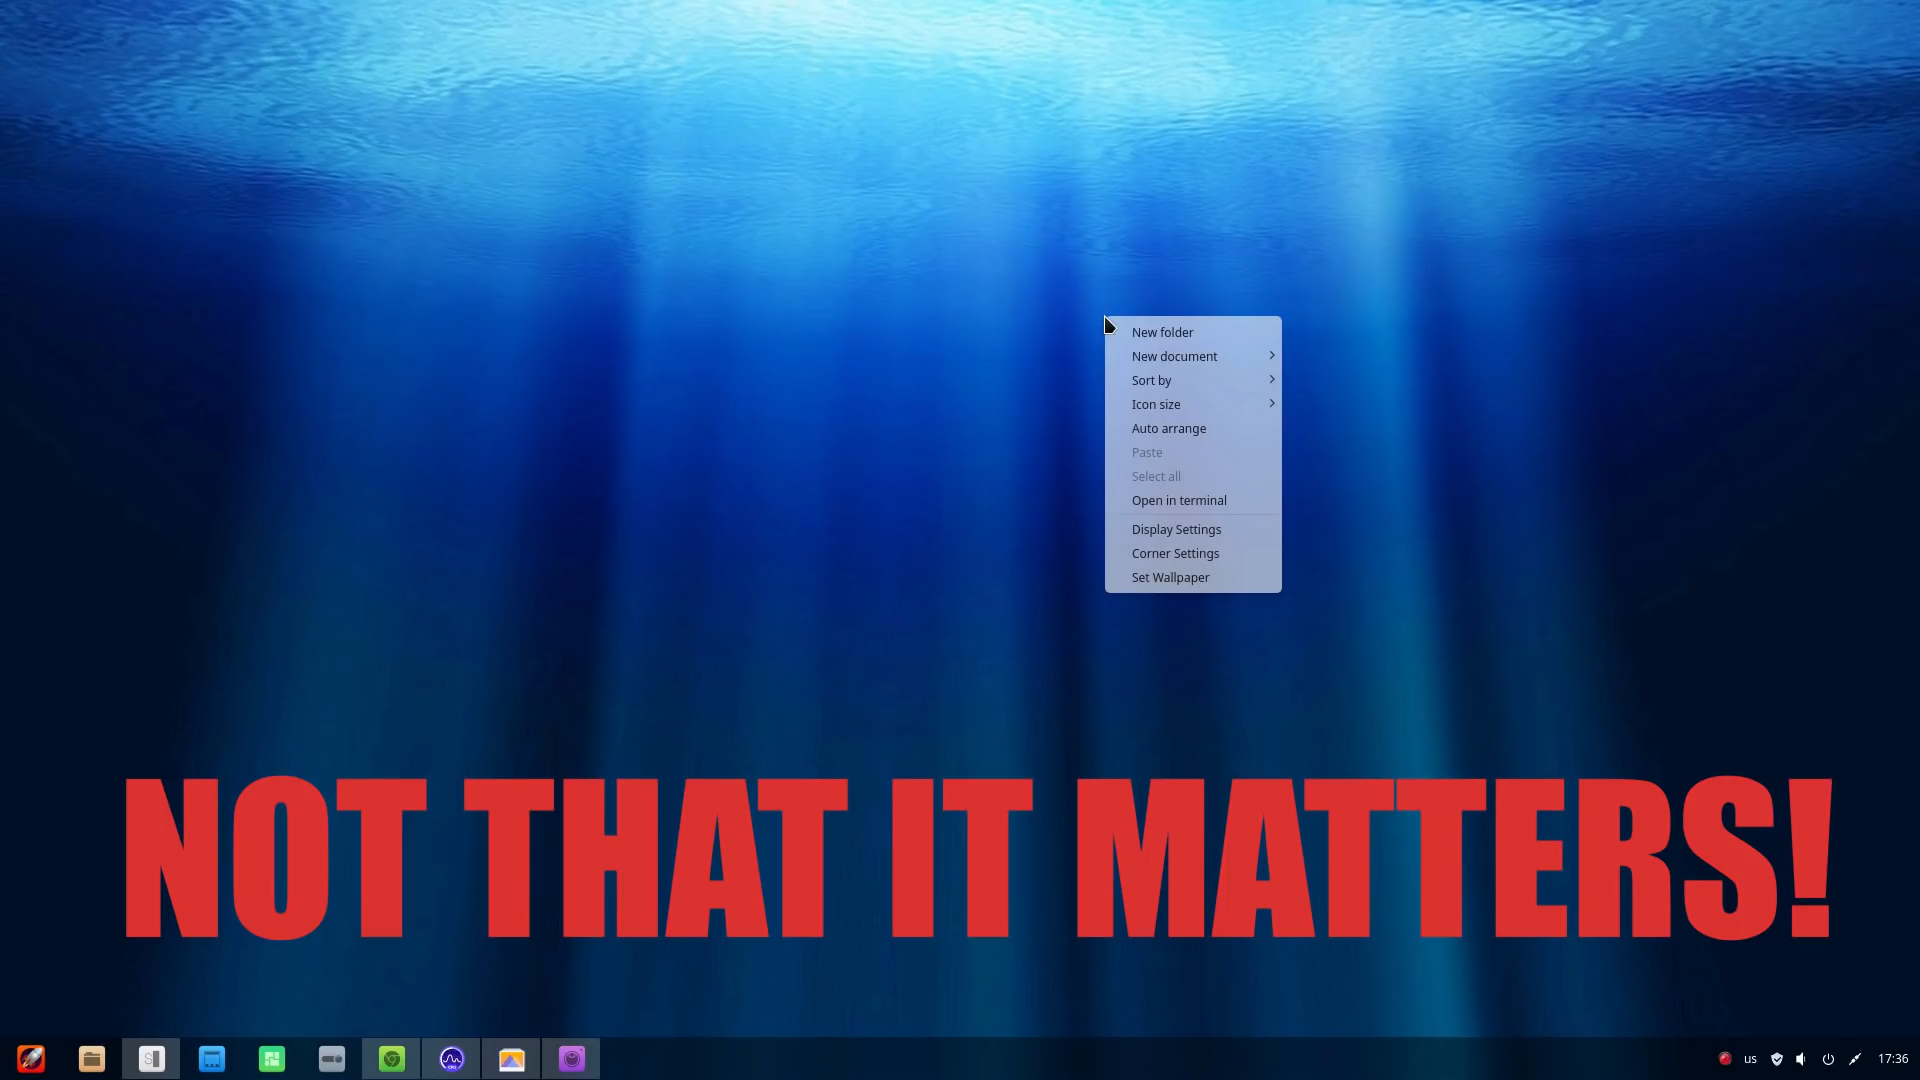 New folder
New document
Sort by
Icon size
Auto arrange
Paste
Select all
Open in terminal
Display Settings
Corner Settings
Set Wallpaper
NOT THAT IT MATTERS!
CPU
us
17:36